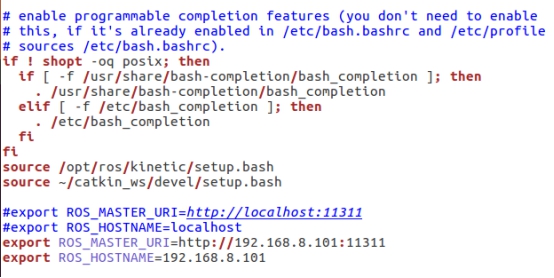 # enable programmable completion features (you don't need to enable
# this, if it's already enabled in /etc/bash.bashrc and /etc/profile
# sources /etc/bash.bashrc).
if ! shopt -oq posix; then
  if [ -f /usr/share/bash-completion/bash_completion ]; then
    . /usr/share/bash-completion/bash_completion
  elif [ -f /etc/bash_completion ]; then
    . /etc/bash_completion
  fi
fi
source /opt/ros/kinetic/setup.bash
source ~/catkin_ws/devel/setup.bash

#export ROS_MASTER_URI=http://localhost:11311
#export ROS_HOSTNAME=localhost
export ROS_MASTER_URI=http://192.168.8.101:11311
export ROS_HOSTNAME=192.168.8.101